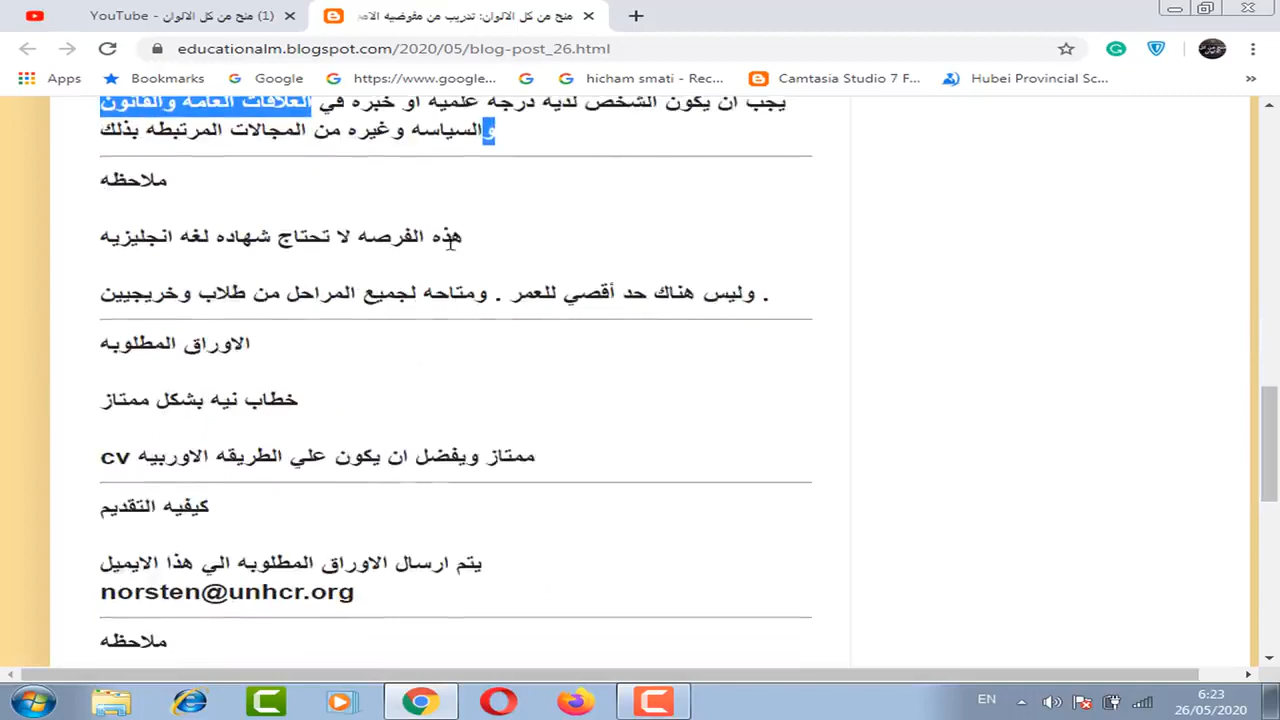 YouTube - منح من كل الالوان (1)
منح من كل الالوان: تدريب من مفوضيه الامم
educationalm.blogspot.com/2020/05/blog-post_26.html
Apps
Bookmarks
Google
https://www.google...
hicham smati - Rec...
Camtasia Studio 7 F...
Hubei Provincial Sc...
»
يجب ان يكون الشخص لديه درجه علميه او خبره في العلاقات العامه والقانون
والسياسه وغيره من المجالات المرتبطه بذلك
ملاحظه
هذه الفرصه لا تحتاج شهاده لغه انجليزيه
. وليس هناك حد أقصي للعمر . ومتاحه لجميع المراحل من طلاب وخريجيين
الاوراق المطلوبه
خطاب نيه بشكل ممتاز
ممتاز ويفضل ان يكون علي الطريقه الاوربيه cv
كيفيه التقديم
يتم ارسال الاوراق المطلوبه الي هذا الايميل
norsten@unhcr.org
ملاحظه
EN
6:23
26/05/2020